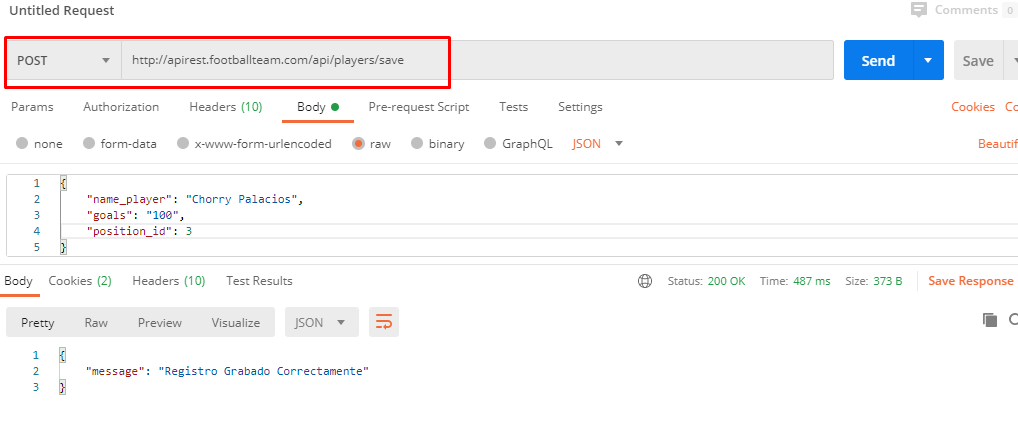 Untitled Request Comments 0
POST http://apirest.footballteam.com/api/players/save Send Save
Params Authorization Headers (10) Body Pre-request Script Tests Settings Cookies Co
none form-data x-www-form-urlencoded raw binary GraphQL JSON Beautif
1 {
2 "name_player": "Chorry Palacios",
3 "goals": "100",
4 "position_id": 3
5 }
Body Cookies (2) Headers (10) Test Results Status: 200 OK Time: 487 ms Size: 373 B Save Response
Pretty Raw Preview Visualize JSON
1 {
2 "message": "Registro Grabado Correctamente"
3 }